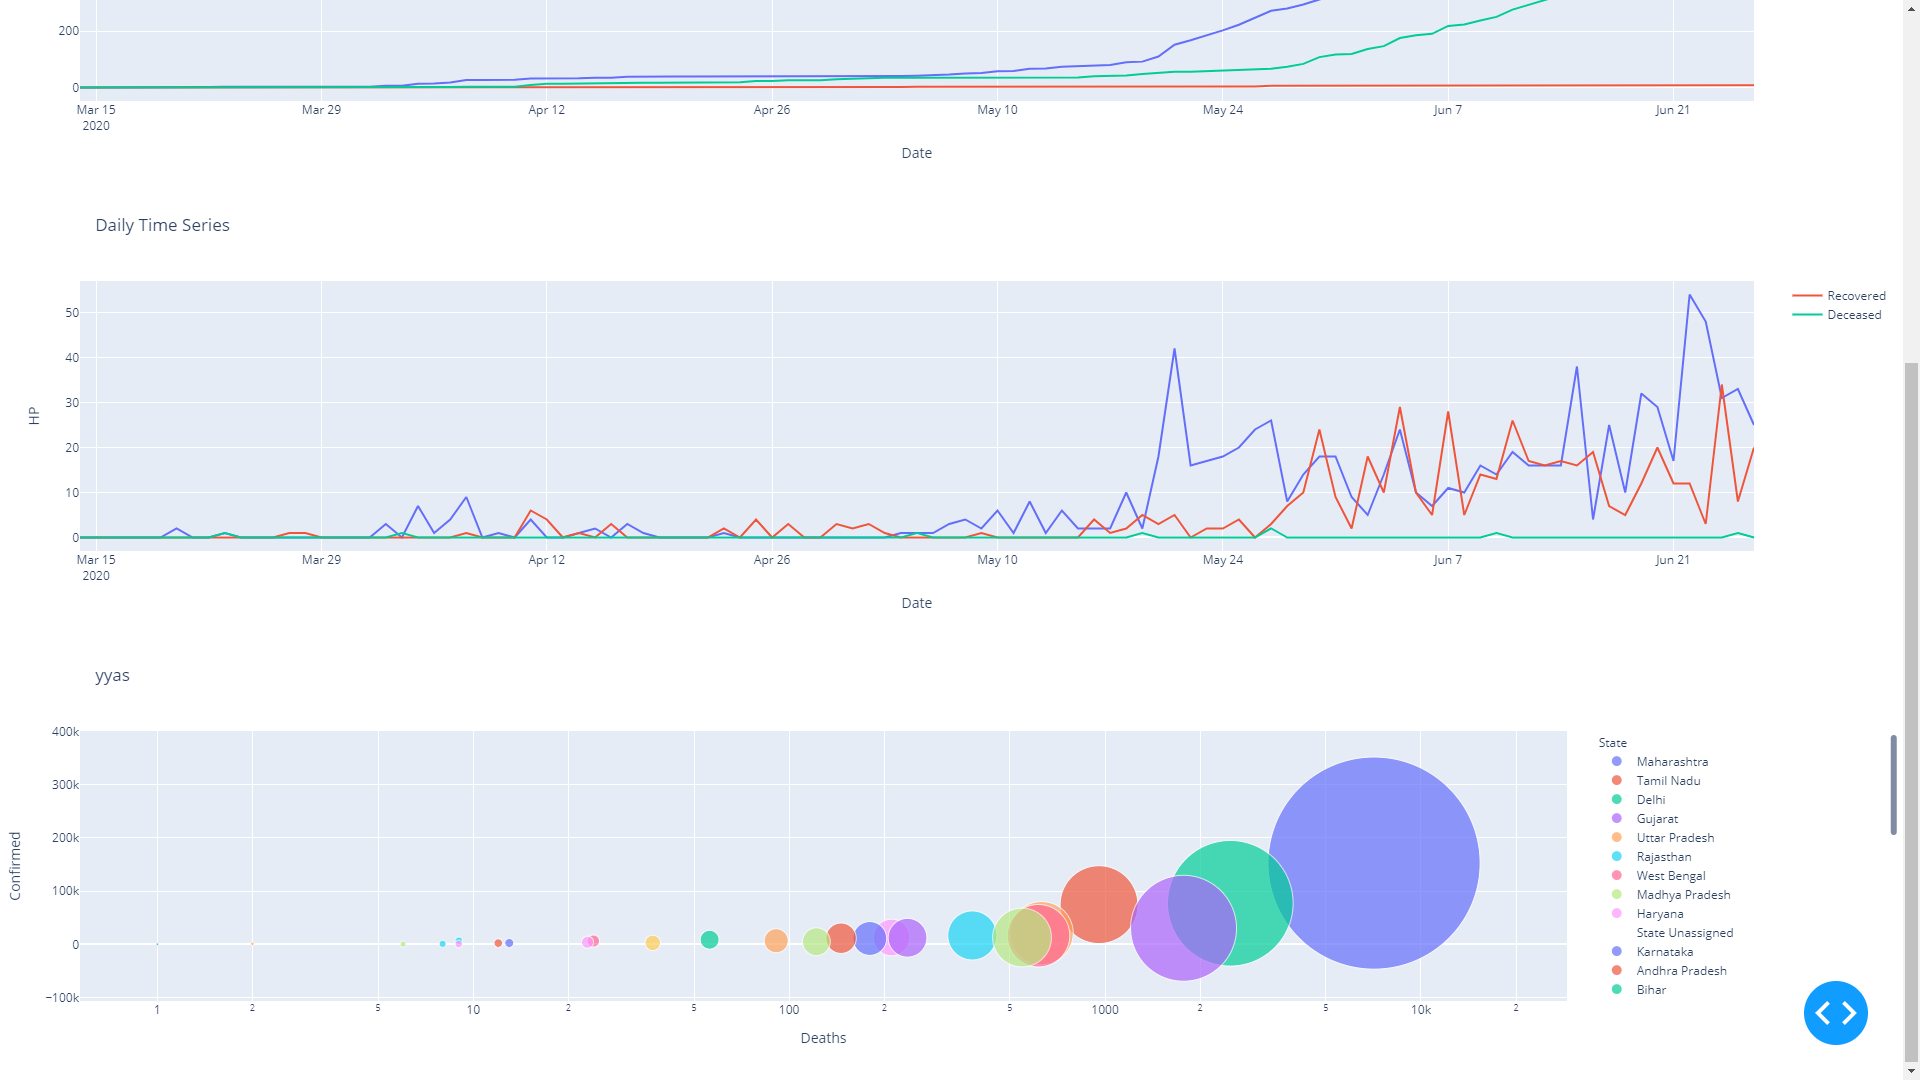 200
0
Mar 15 Mar 29 Apr 12 Apr 26 May 10 May 24 Jun 7 Jun 21
2020
Date
Daily Time Series
50
40
30
20
10
0
HP
Recovered
Deceased
Mar 15 Mar 29 Apr 12 Apr 26 May 10 May 24 Jun 7 Jun 21
2020
Date
yyas
400k
300k
200k
100k
0
−100k
Confirmed
1 2 5 10 2 5 100 2 5 1000 2 5 10k 2
Deaths
State
Maharashtra
Tamil Nadu
Delhi
Gujarat
Uttar Pradesh
Rajasthan
West Bengal
Madhya Pradesh
Haryana
State Unassigned
Karnataka
Andhra Pradesh
Bihar